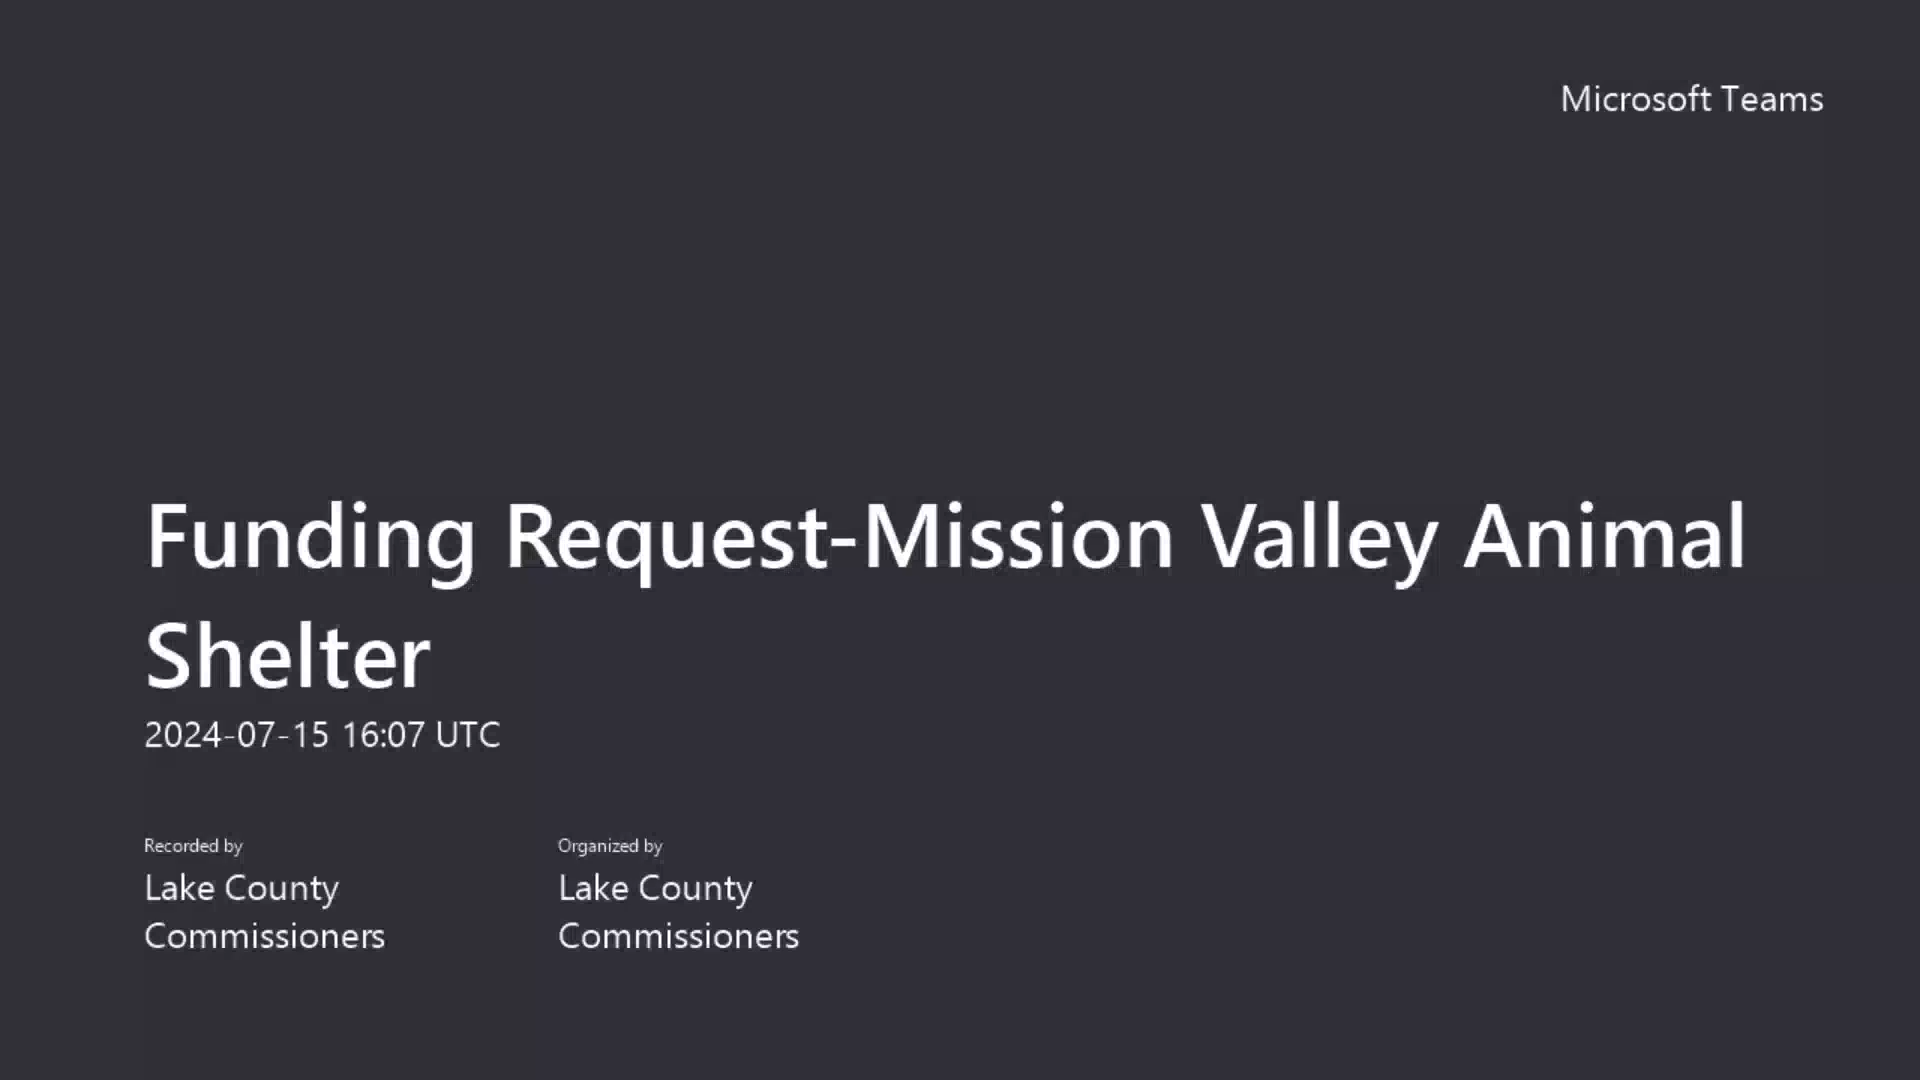 Microsoft Teams
Funding Request-Mission Valley Animal
Shelter
2024-07-15 16:07 UTC
Recorded by
Lake County
Commissioners
Organized by
Lake County
Commissioners